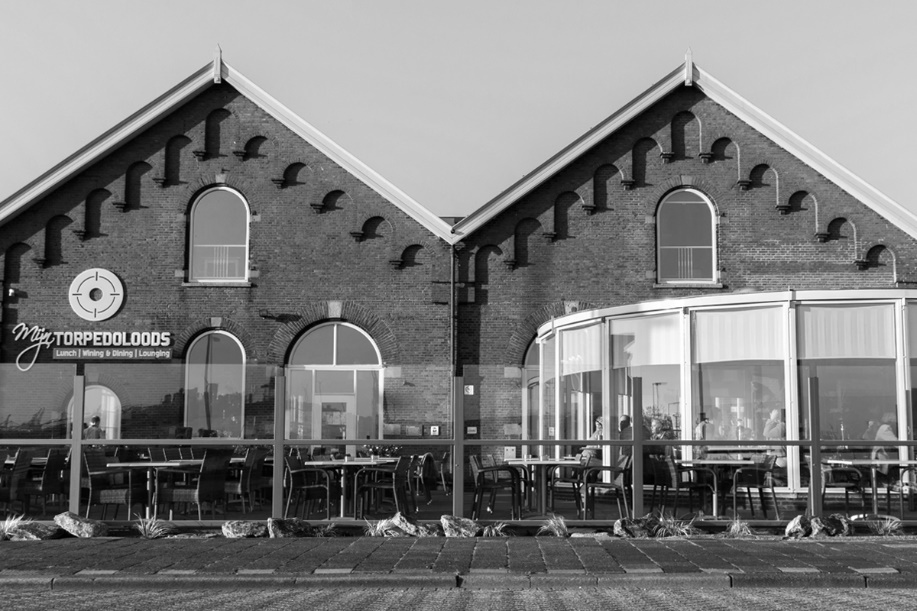 Mijn TORPEDOLOODS
Lunch | Wining & Dining | Lounging